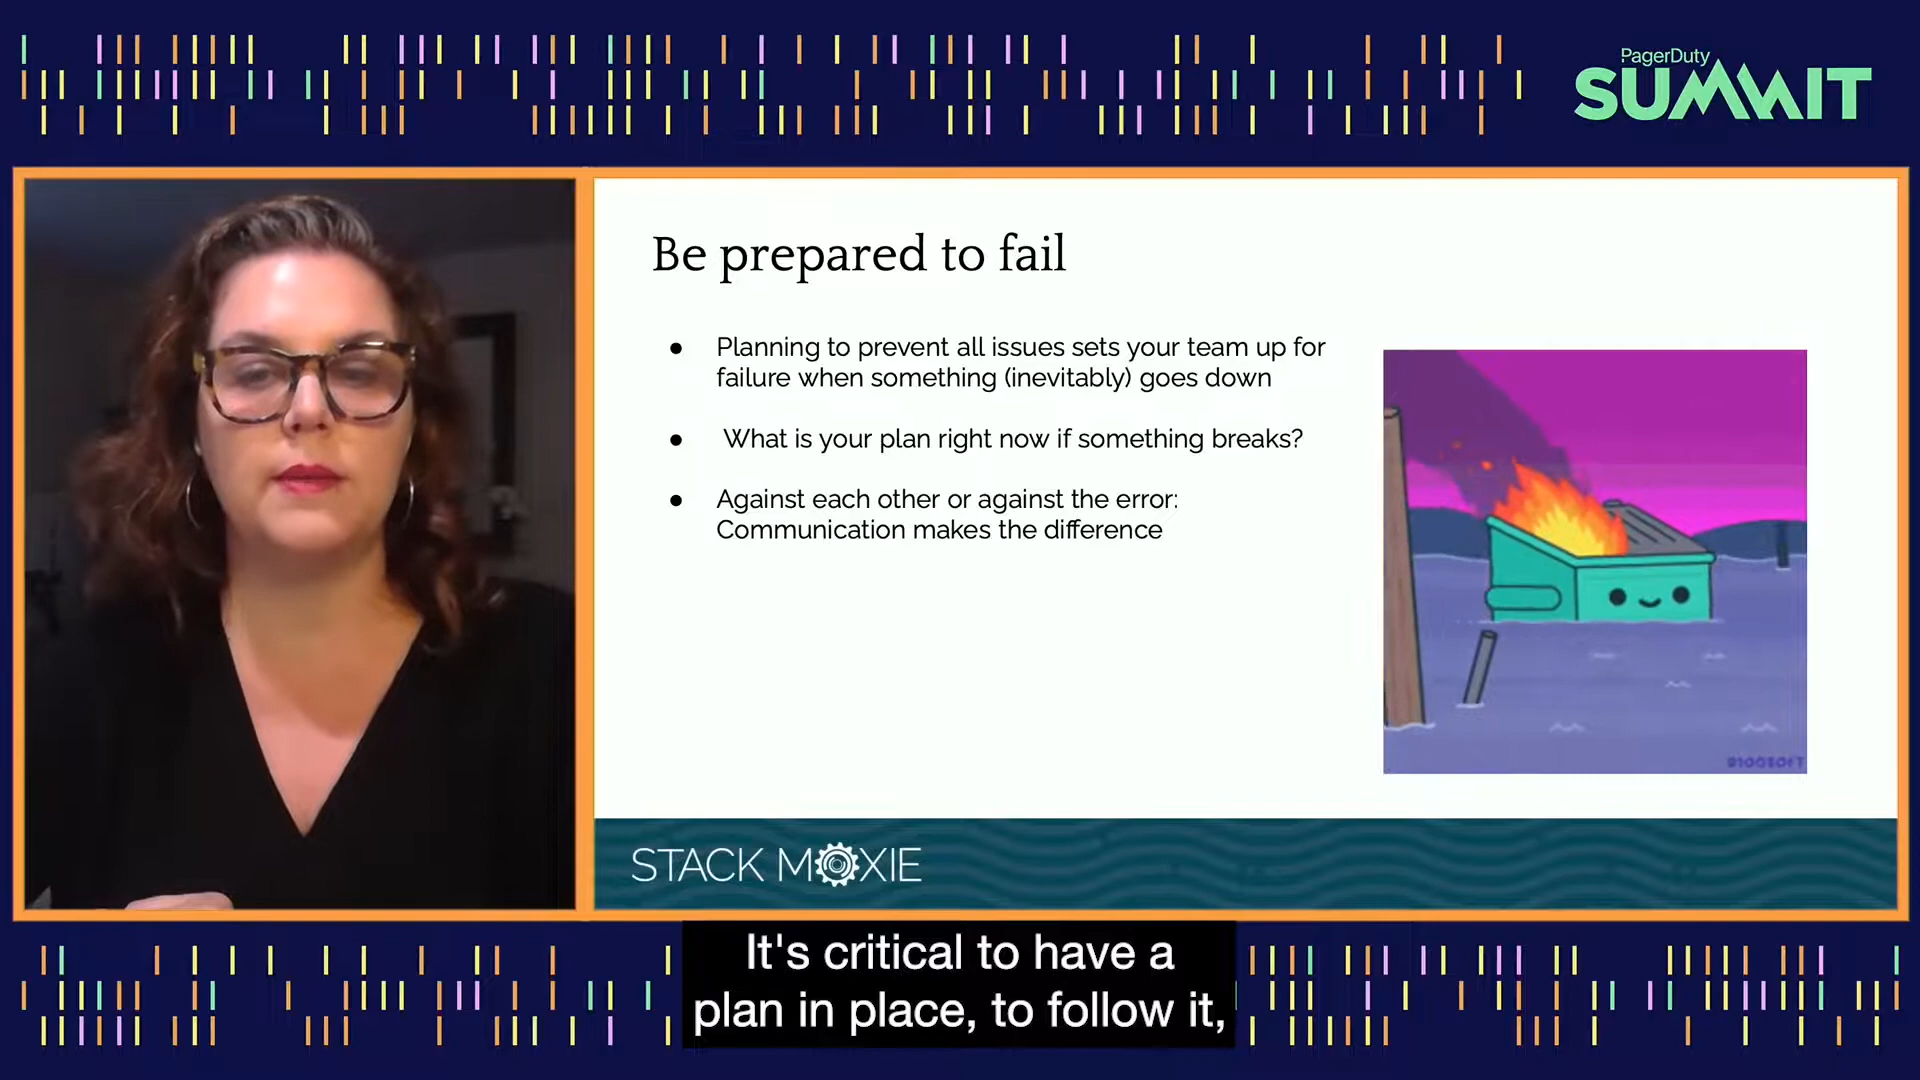 PagerDuty
SUMMIT
Be prepared to fail
● Planning to prevent all issues sets your team up for
failure when something (inevitably) goes down
● What is your plan right now if something breaks?
● Against each other or against the error:
Communication makes the difference
STACK MOXIE
It's critical to have a
plan in place, to follow it,